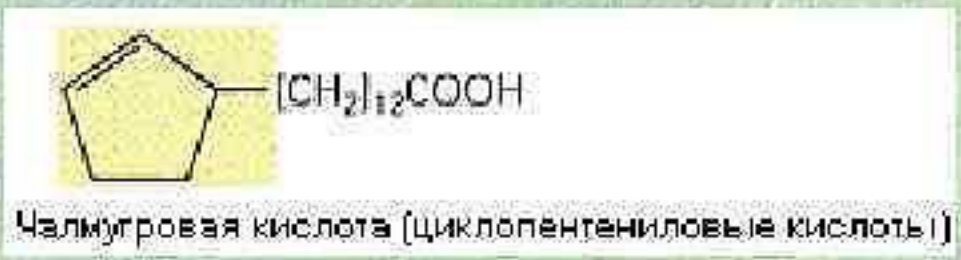 [CH₂]₁₂COOH
Чалмугровая кислота (циклопентениловые кислоты)